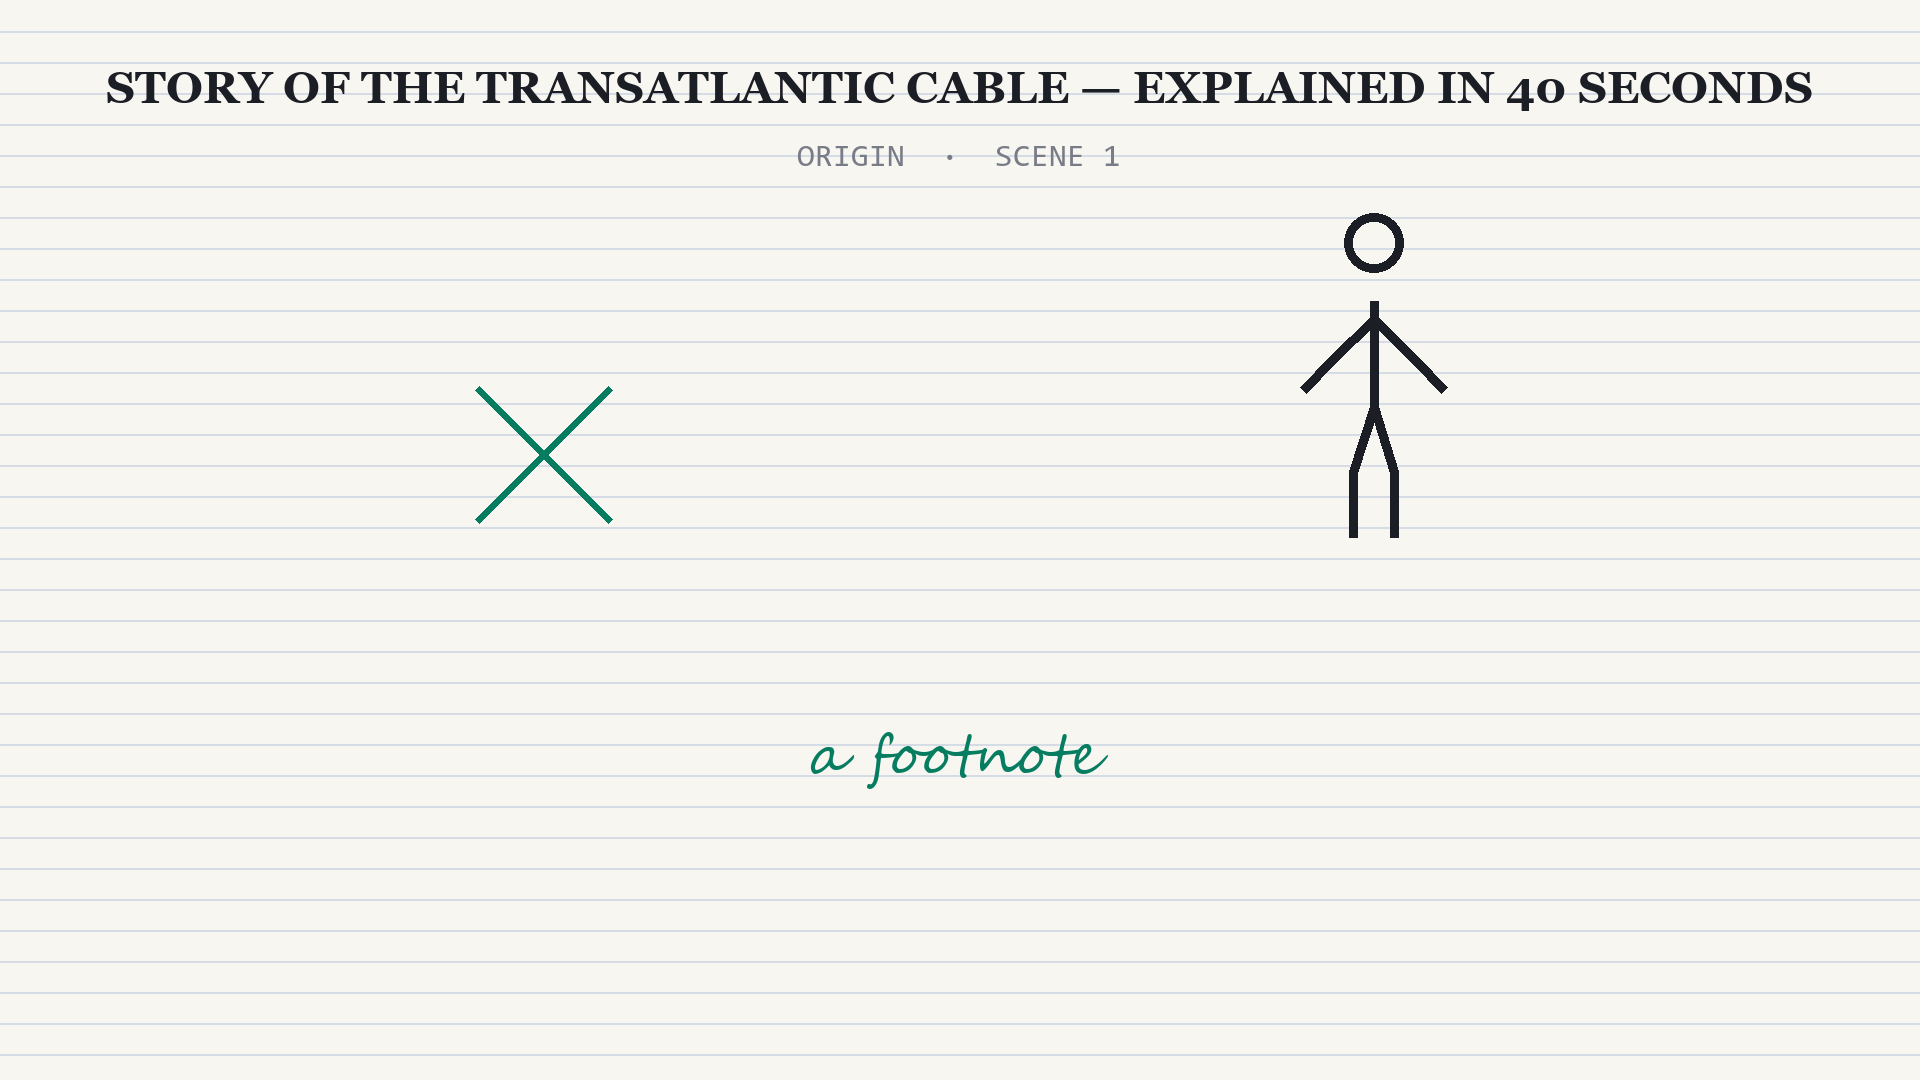 STORY OF THE TRANSATLANTIC CABLE — EXPLAINED IN 40 SECONDS
ORIGIN · SCENE 1
a footnote